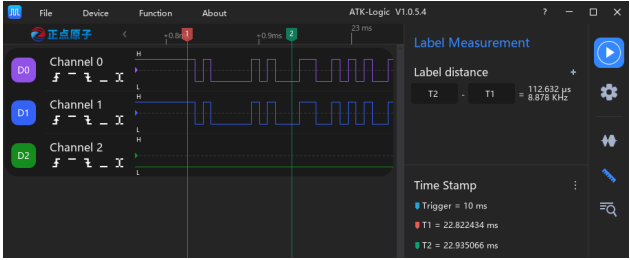 File Device Function About ATK-Logic V1.0.5.4 ?
正点原子 +0.8m 1 +0.9ms 2 23 ms
Label Measurement
Label distance +
T2 - T1 = 112.632 μs
8.878 KHz
D0 Channel 0 H
L
D1 Channel 1 H
L
D2 Channel 2 H
L
Time Stamp
Trigger = 10 ms
T1 = 22.822434 ms
T2 = 22.935066 ms